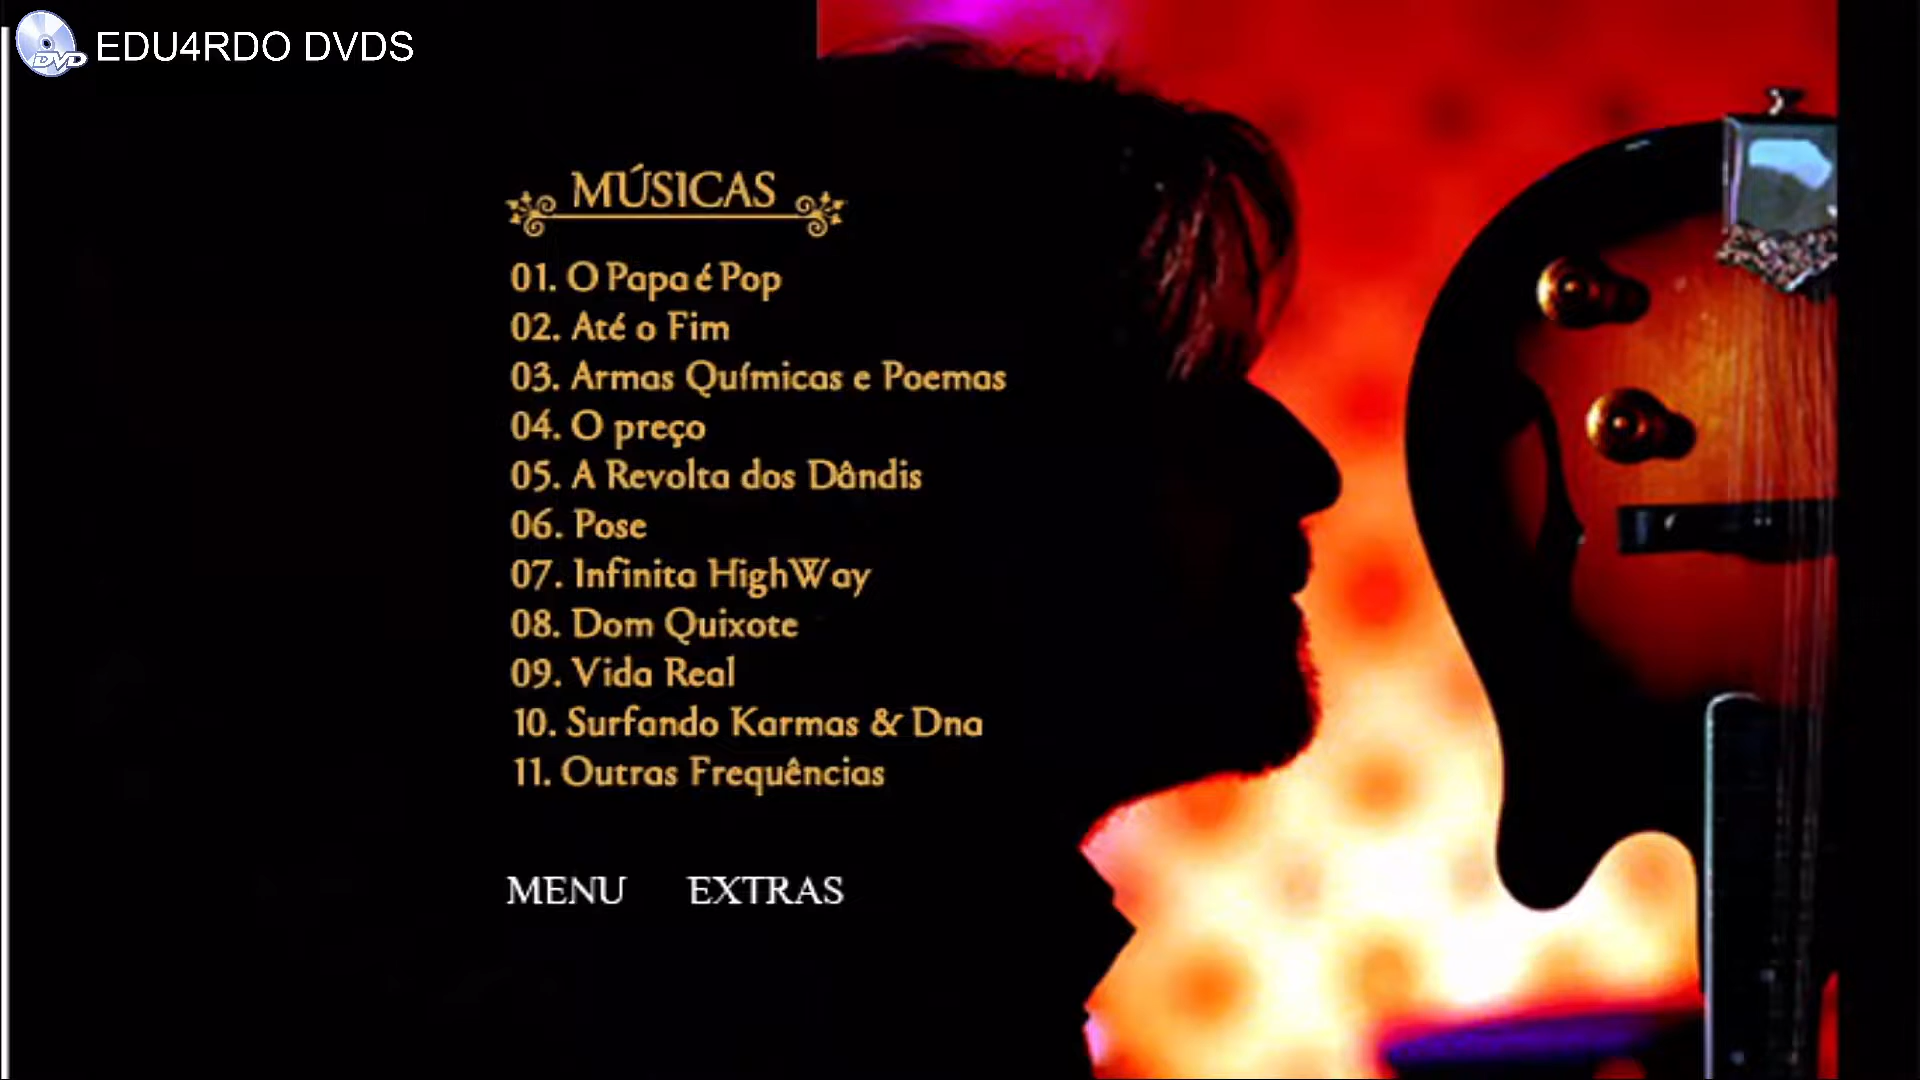 DVD EDU4RDO DVDS
MÚSICAS
01. O Papa é Pop
02. Até o Fim
03. Armas Químicas e Poemas
04. O preço
05. A Revolta dos Dândis
06. Pose
07. Infinita HighWay
08. Dom Quixote
09. Vida Real
10. Surfando Karmas & Dna
11. Outras Frequências
MENU EXTRAS